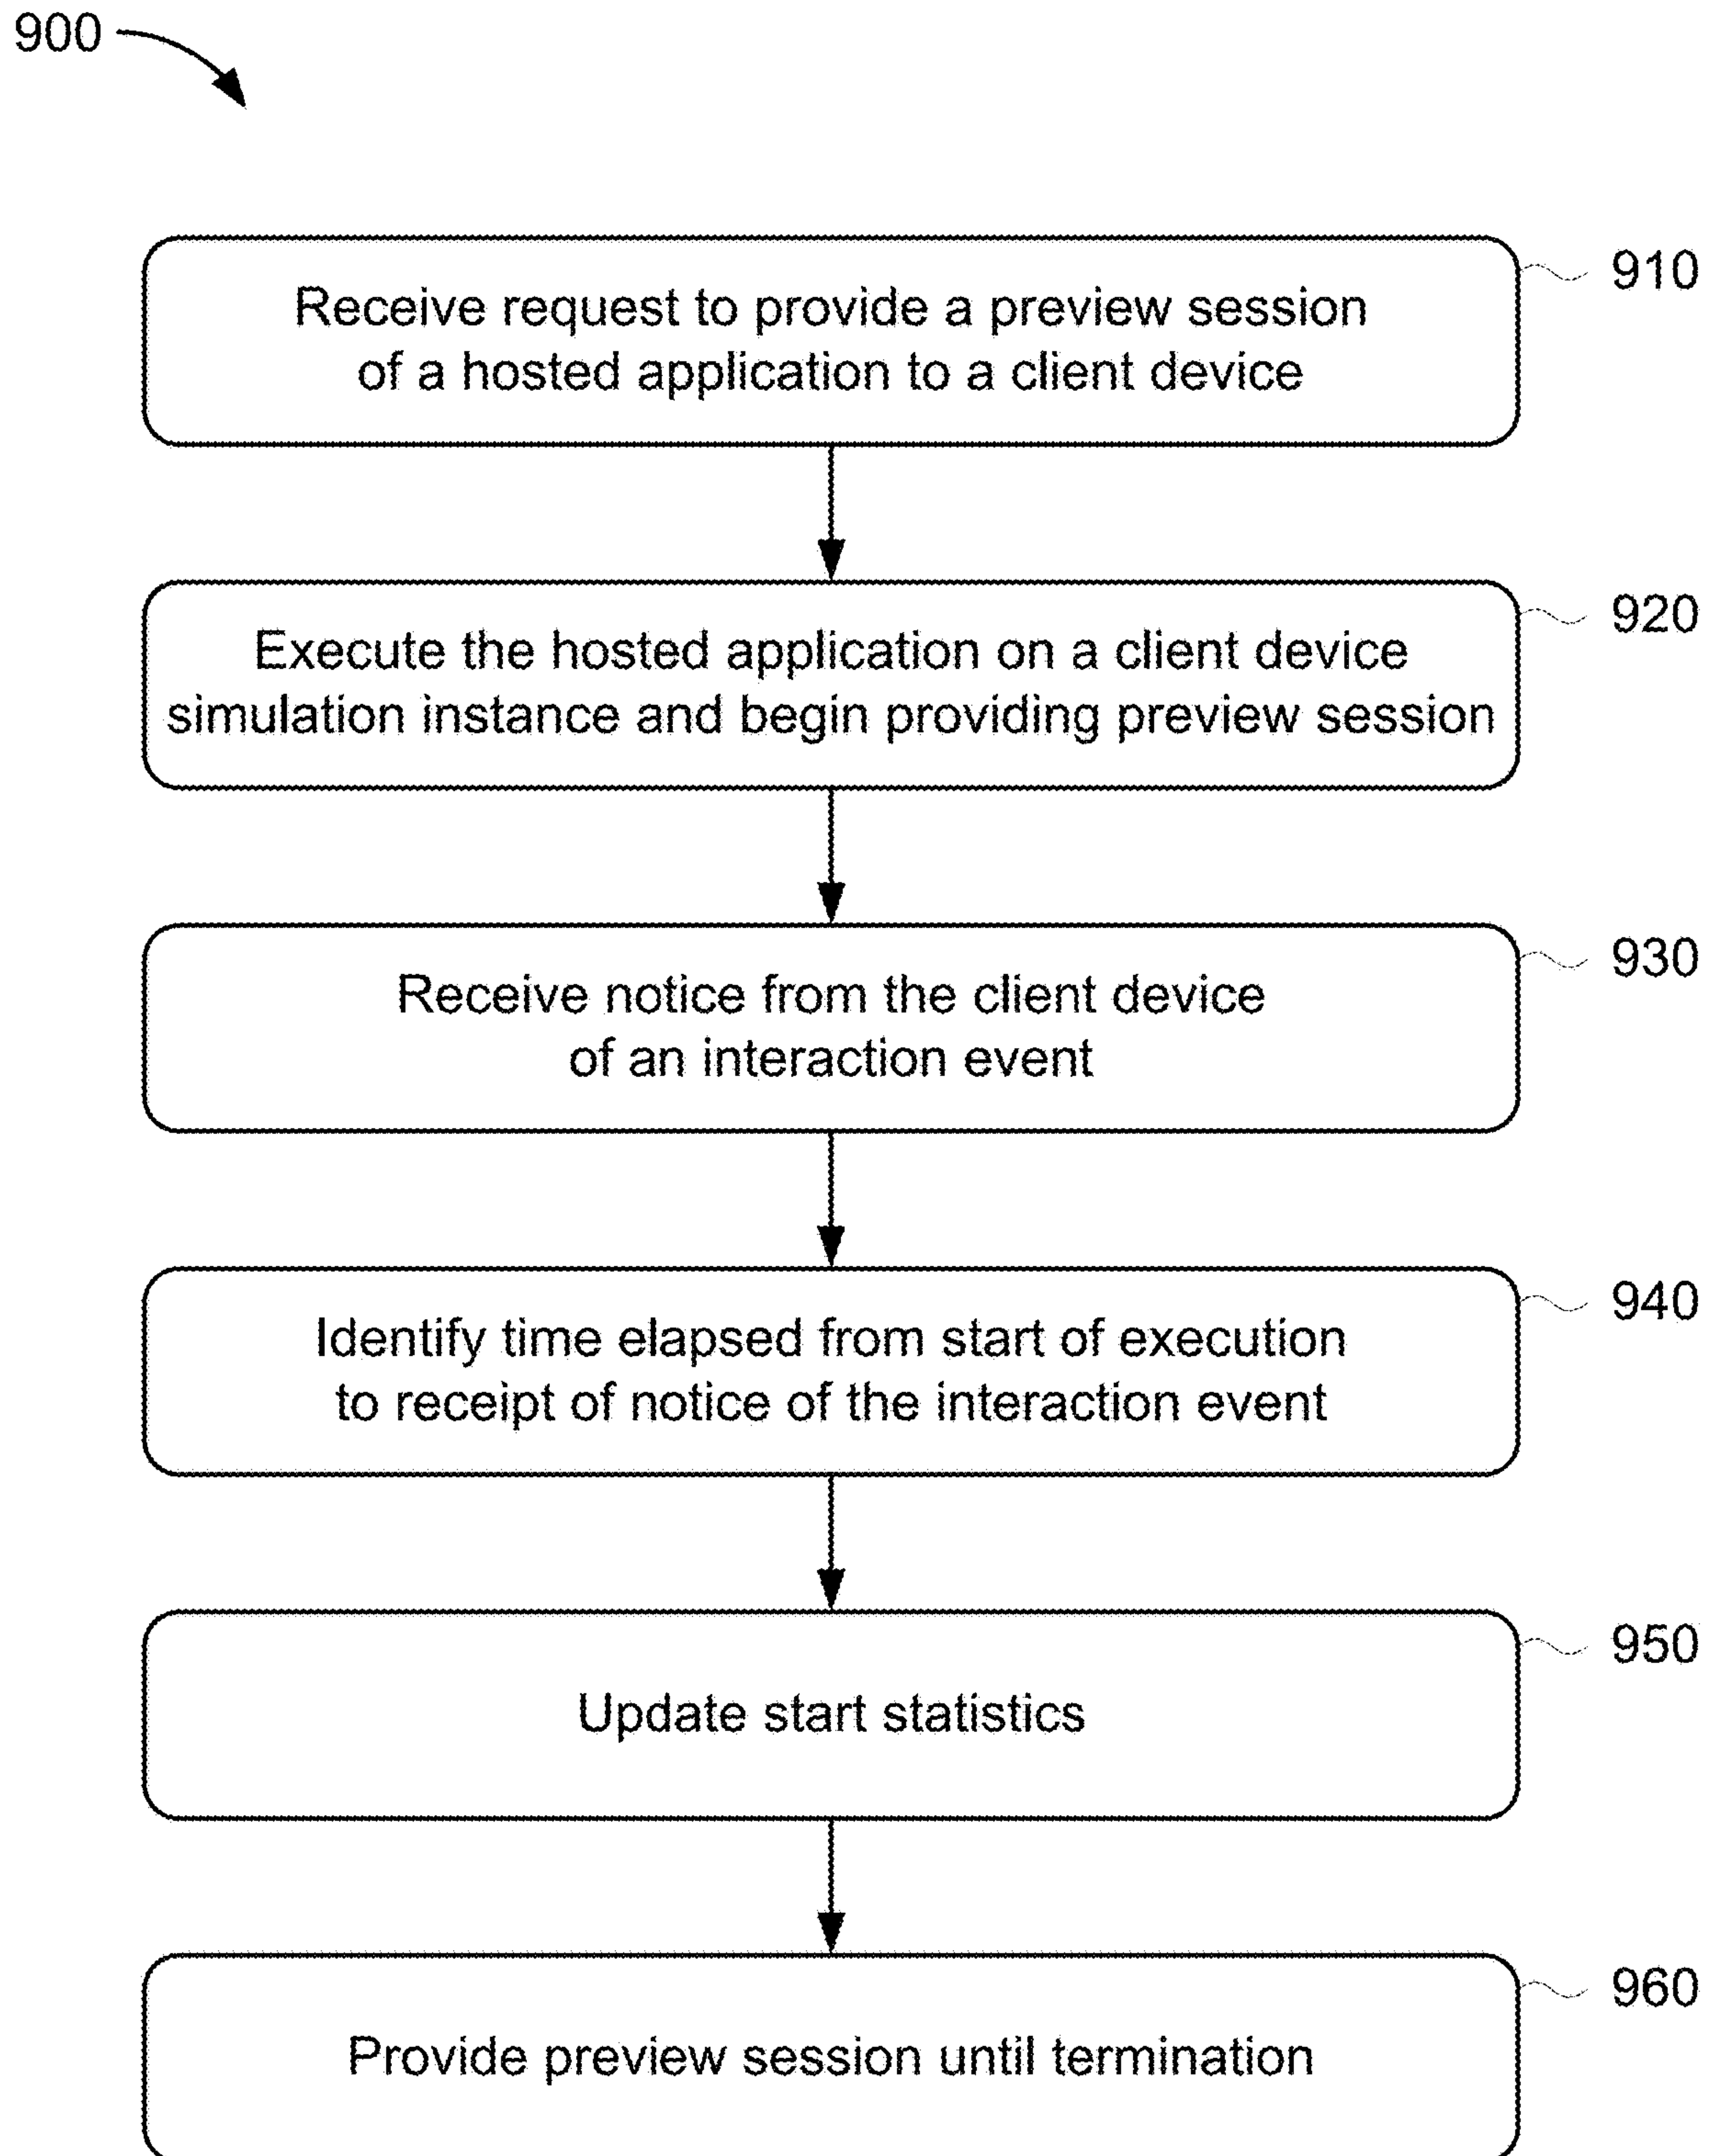 900
Receive request to provide a preview session
of a hosted application to a client device
910
Execute the hosted application on a client device
simulation instance and begin providing preview session
920
Receive notice from the client device
of an interaction event
930
Identify time elapsed from start of execution
to receipt of notice of the interaction event
940
Update start statistics
950
Provide preview session until termination
960